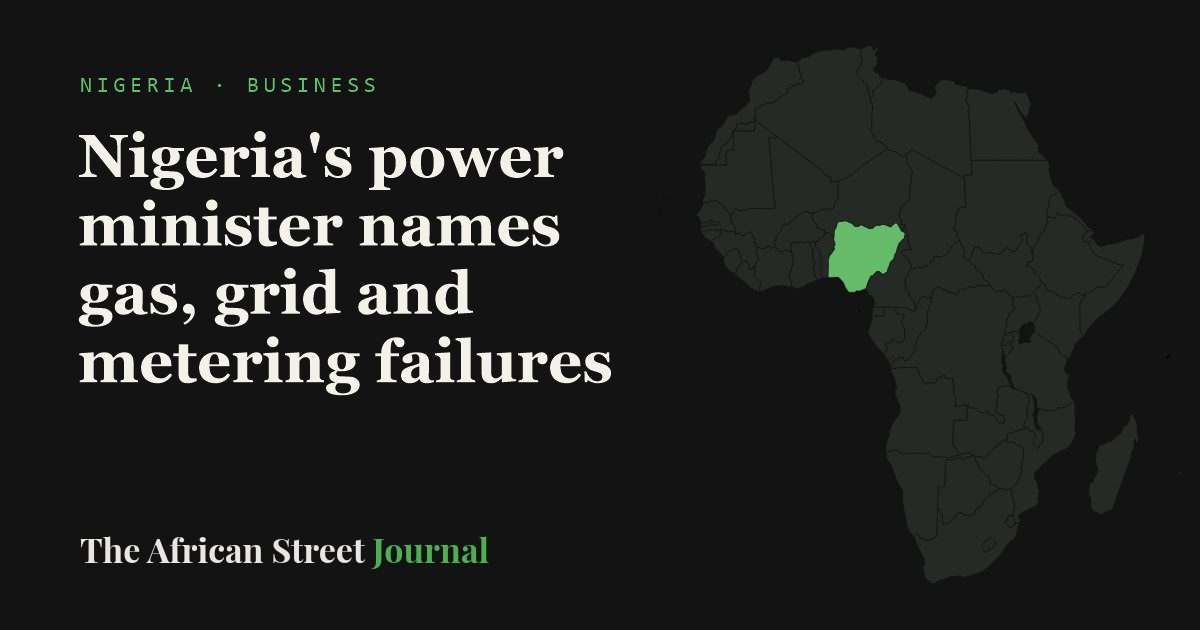 NIGERIA · BUSINESS
Nigeria's power
minister names
gas, grid and
metering failures
The African Street Journal